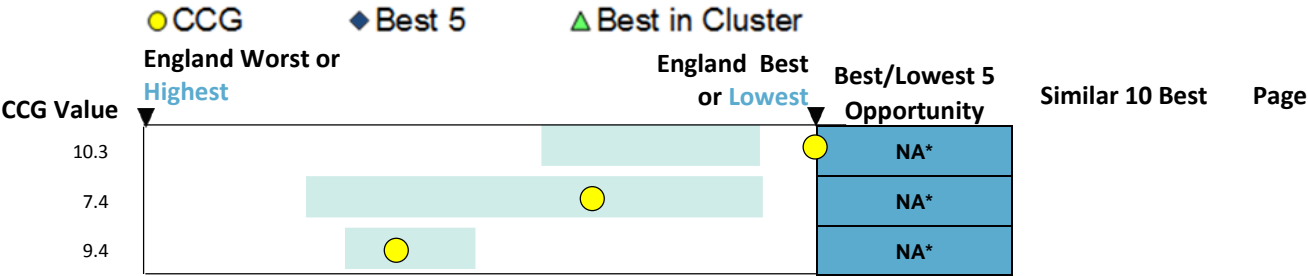 CCG Best 5 Best in Cluster
England Worst or
Highest
England Best
or Lowest
Best/Lowest 5
Opportunity
CCG Value
Similar 10 Best
Page
10.3 NA*
7.4 NA*
9.4 NA*